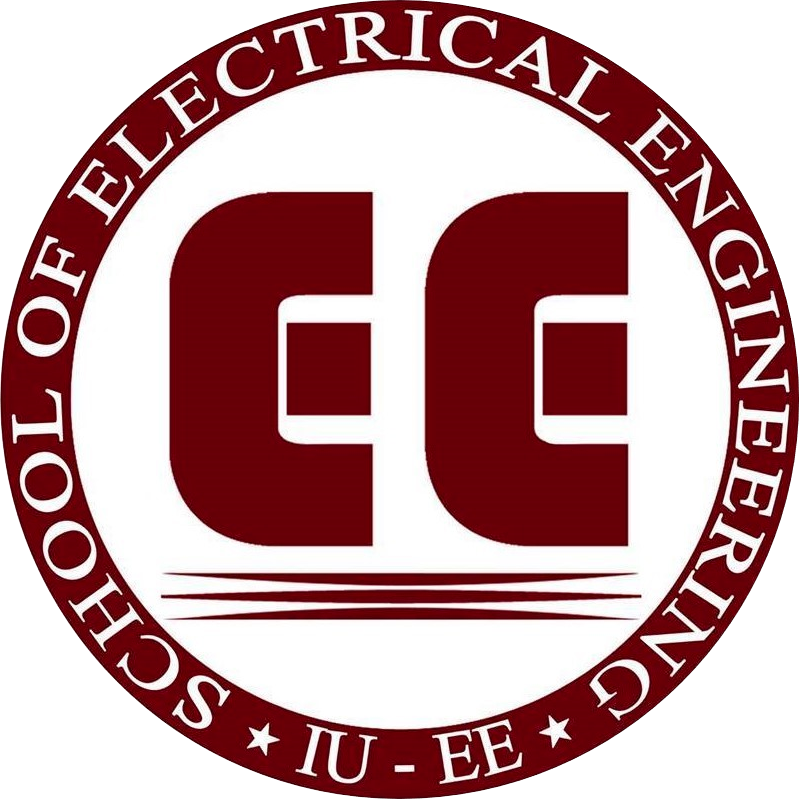 SCHOOL OF ELECTRICAL ENGINEERING
EE
IU - EE